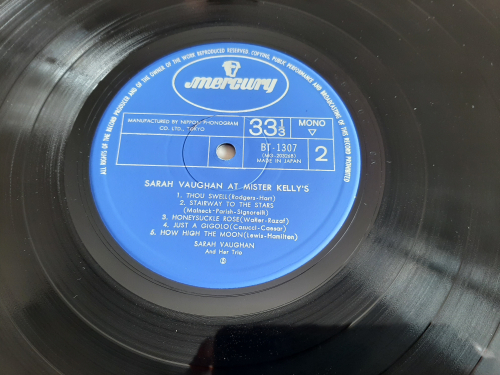 ALL RIGHTS OF THE RECORD PRODUCER AND OF THE OWNER OF THE WORK REPRODUCED RESERVED. COPYING, PUBLIC PERFORMANCE AND BROADCASTING OF THIS RECORD PROHIBITED
mercury
MANUFACTURED BY NIPPON PHONOGRAM CO. LTD., TOKYO
33 1/3
MONO
BT-1307
MADE IN JAPAN
2
SARAH VAUGHAN AT MISTER KELLY'S
1. THOU SWELL (Rodgers-Hart)
2. STAIRWAY TO THE STARS
(Malneck-Parish-Signorelli)
3. HONEYSUCKLE ROSE (Waller-Razaf)
4. JUST A GIGOLO (Casucci-Caesar)
5. HOW HIGH THE MOON (Lewis-Hamilton)
SARAH VAUGHAN
And Her Trio